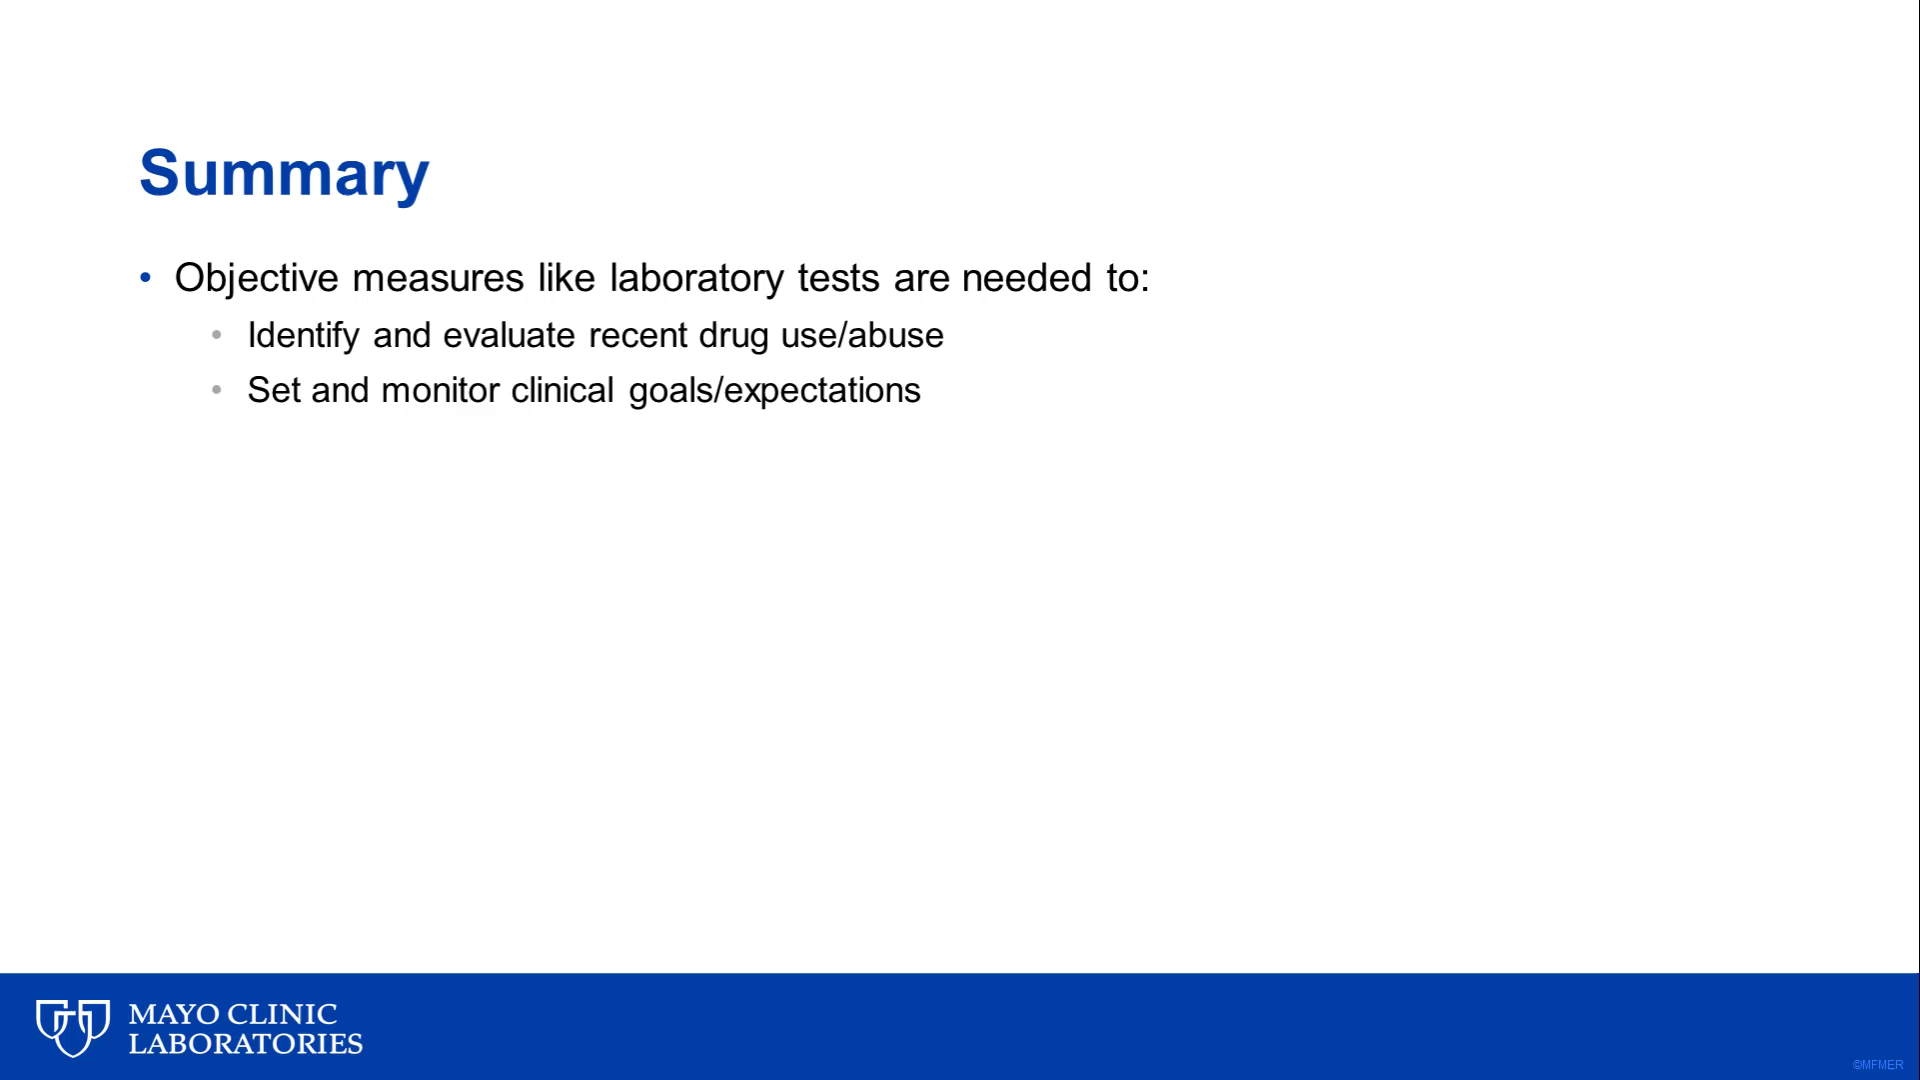 Summary
• Objective measures like laboratory tests are needed to:
• Identify and evaluate recent drug use/abuse
• Set and monitor clinical goals/expectations
MAYO CLINIC
LABORATORIES
©MFMER